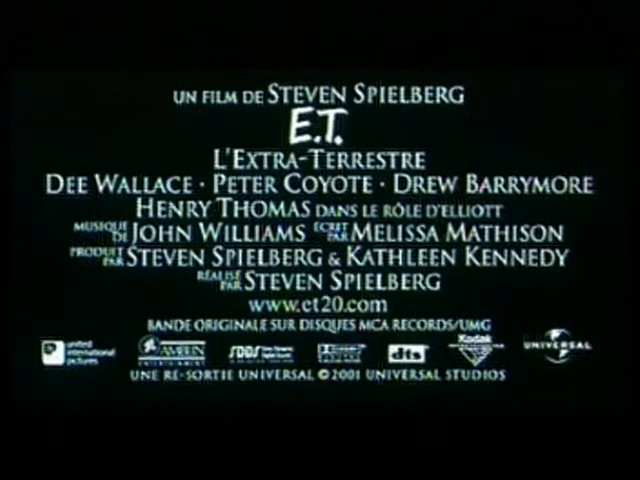 UN FILM DE STEVEN SPIELBERG
E.T.
L'EXTRA-TERRESTRE
DEE WALLACE · PETER COYOTE · DREW BARRYMORE
HENRY THOMAS DANS LE RÔLE D'ELLIOTT
MUSIQUE DE JOHN WILLIAMS ECRIT PAR MELISSA MATHISON
PRODUIT PAR STEVEN SPIELBERG & KATHLEEN KENNEDY
RÉALISÉ PAR STEVEN SPIELBERG
www.et20.com
BANDE ORIGINALE SUR DISQUES MCA RECORDS/UMG
united international pictures AMBLIN ENTERTAINMENT SDDS dts Kodak UNIVERSAL
UNE RE-SORTIE UNIVERSAL ©2001 UNIVERSAL STUDIOS